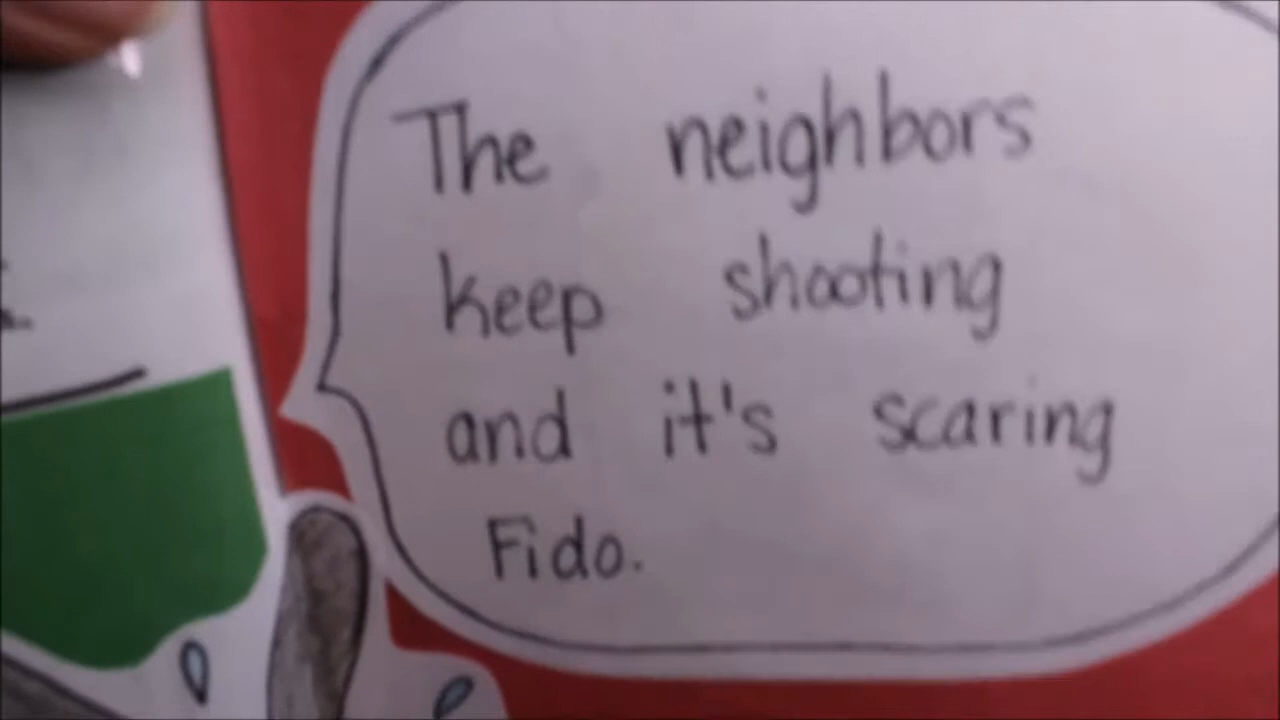 The neighbors
keep shooting
and it's scaring
Fido.